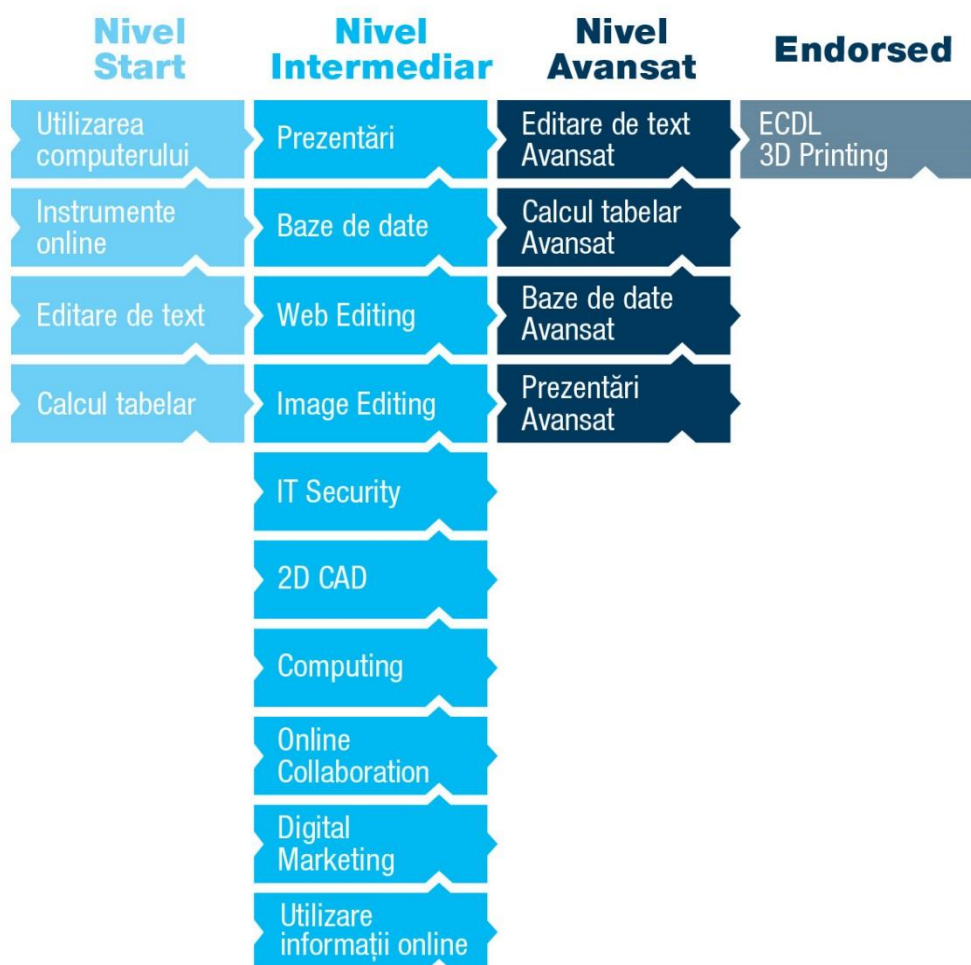 Nivel
Start
Utilizarea
computerului
Instrumente
online
Editare de text
Calcul tabelar
Nivel
Intermediar
Prezentări
Baze de date
Web Editing
Image Editing
IT Security
2D CAD
Computing
Online
Collaboration
Digital
Marketing
Utilizare
informații online
Nivel
Avansat
Editare de text
Avansat
Calcul tabelar
Avansat
Baze de date
Avansat
Prezentări
Avansat
Endorsed
ECDL
3D Printing